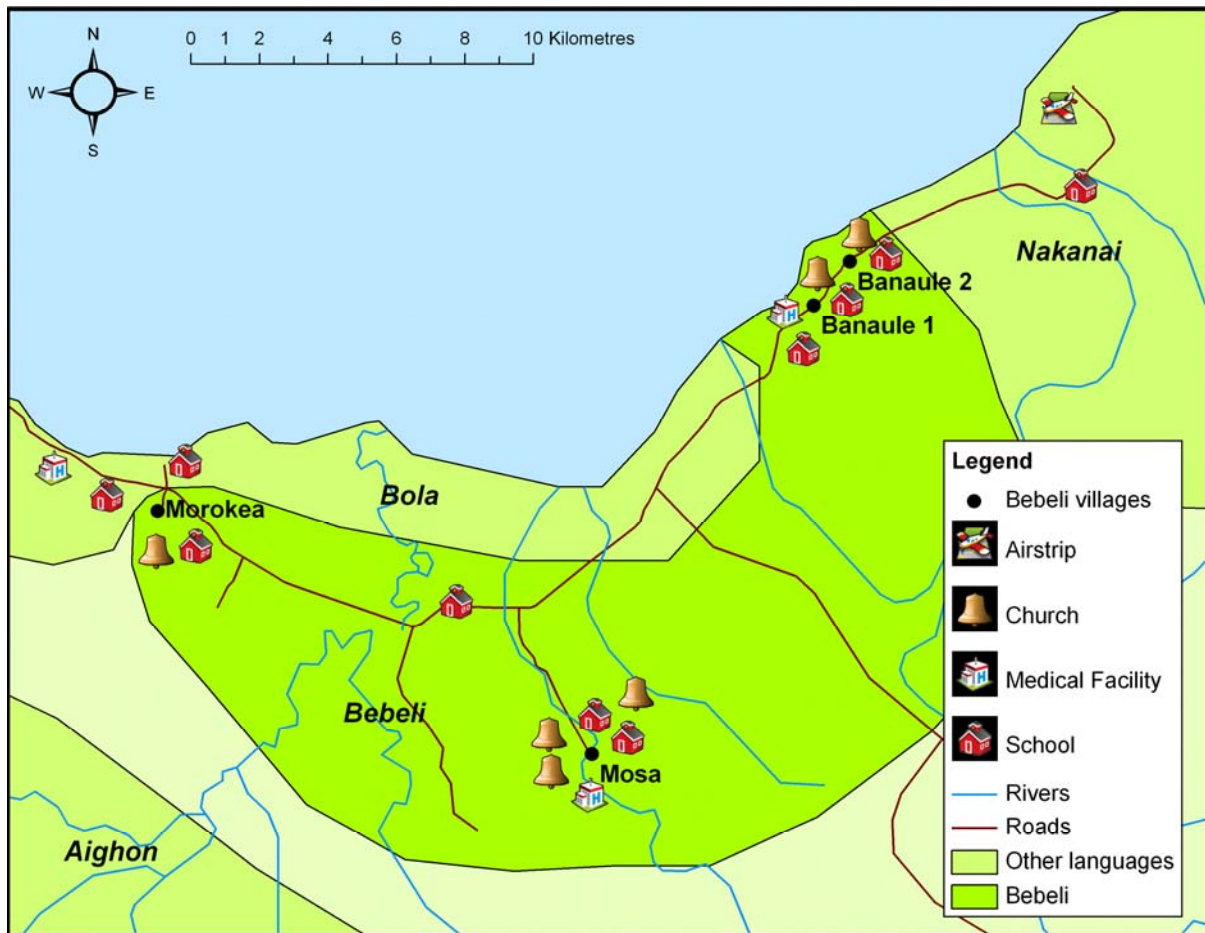 N
W E
S
0 1 2 4 6 8 10 Kilometres
Nakanai
Banaule 2
Banaule 1
Bola
Morokea
Bebeli
Mosa
Aighon
Legend
Bebeli villages
Airstrip
Church
Medical Facility
School
Rivers
Roads
Other languages
Bebeli